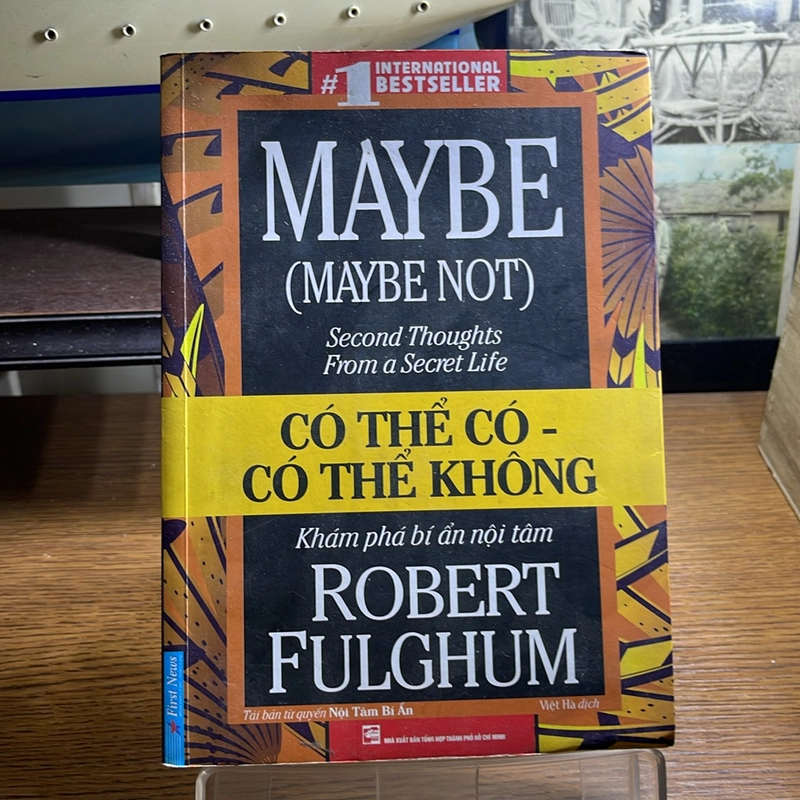 #1 INTERNATIONAL
BESTSELLER
MAYBE
(MAYBE NOT)
Second Thoughts
From a Secret Life
CÓ THỂ CÓ -
CÓ THỂ KHÔNG
Khám phá bí ẩn nội tâm
ROBERT
FULGHUM
First News
Tái bản từ quyển Nội Tâm Bí Ẩn
Việt Hà dịch
NHÀ XUẤT BẢN TỔNG HỢP THÀNH PHỐ HỒ CHÍ MINH